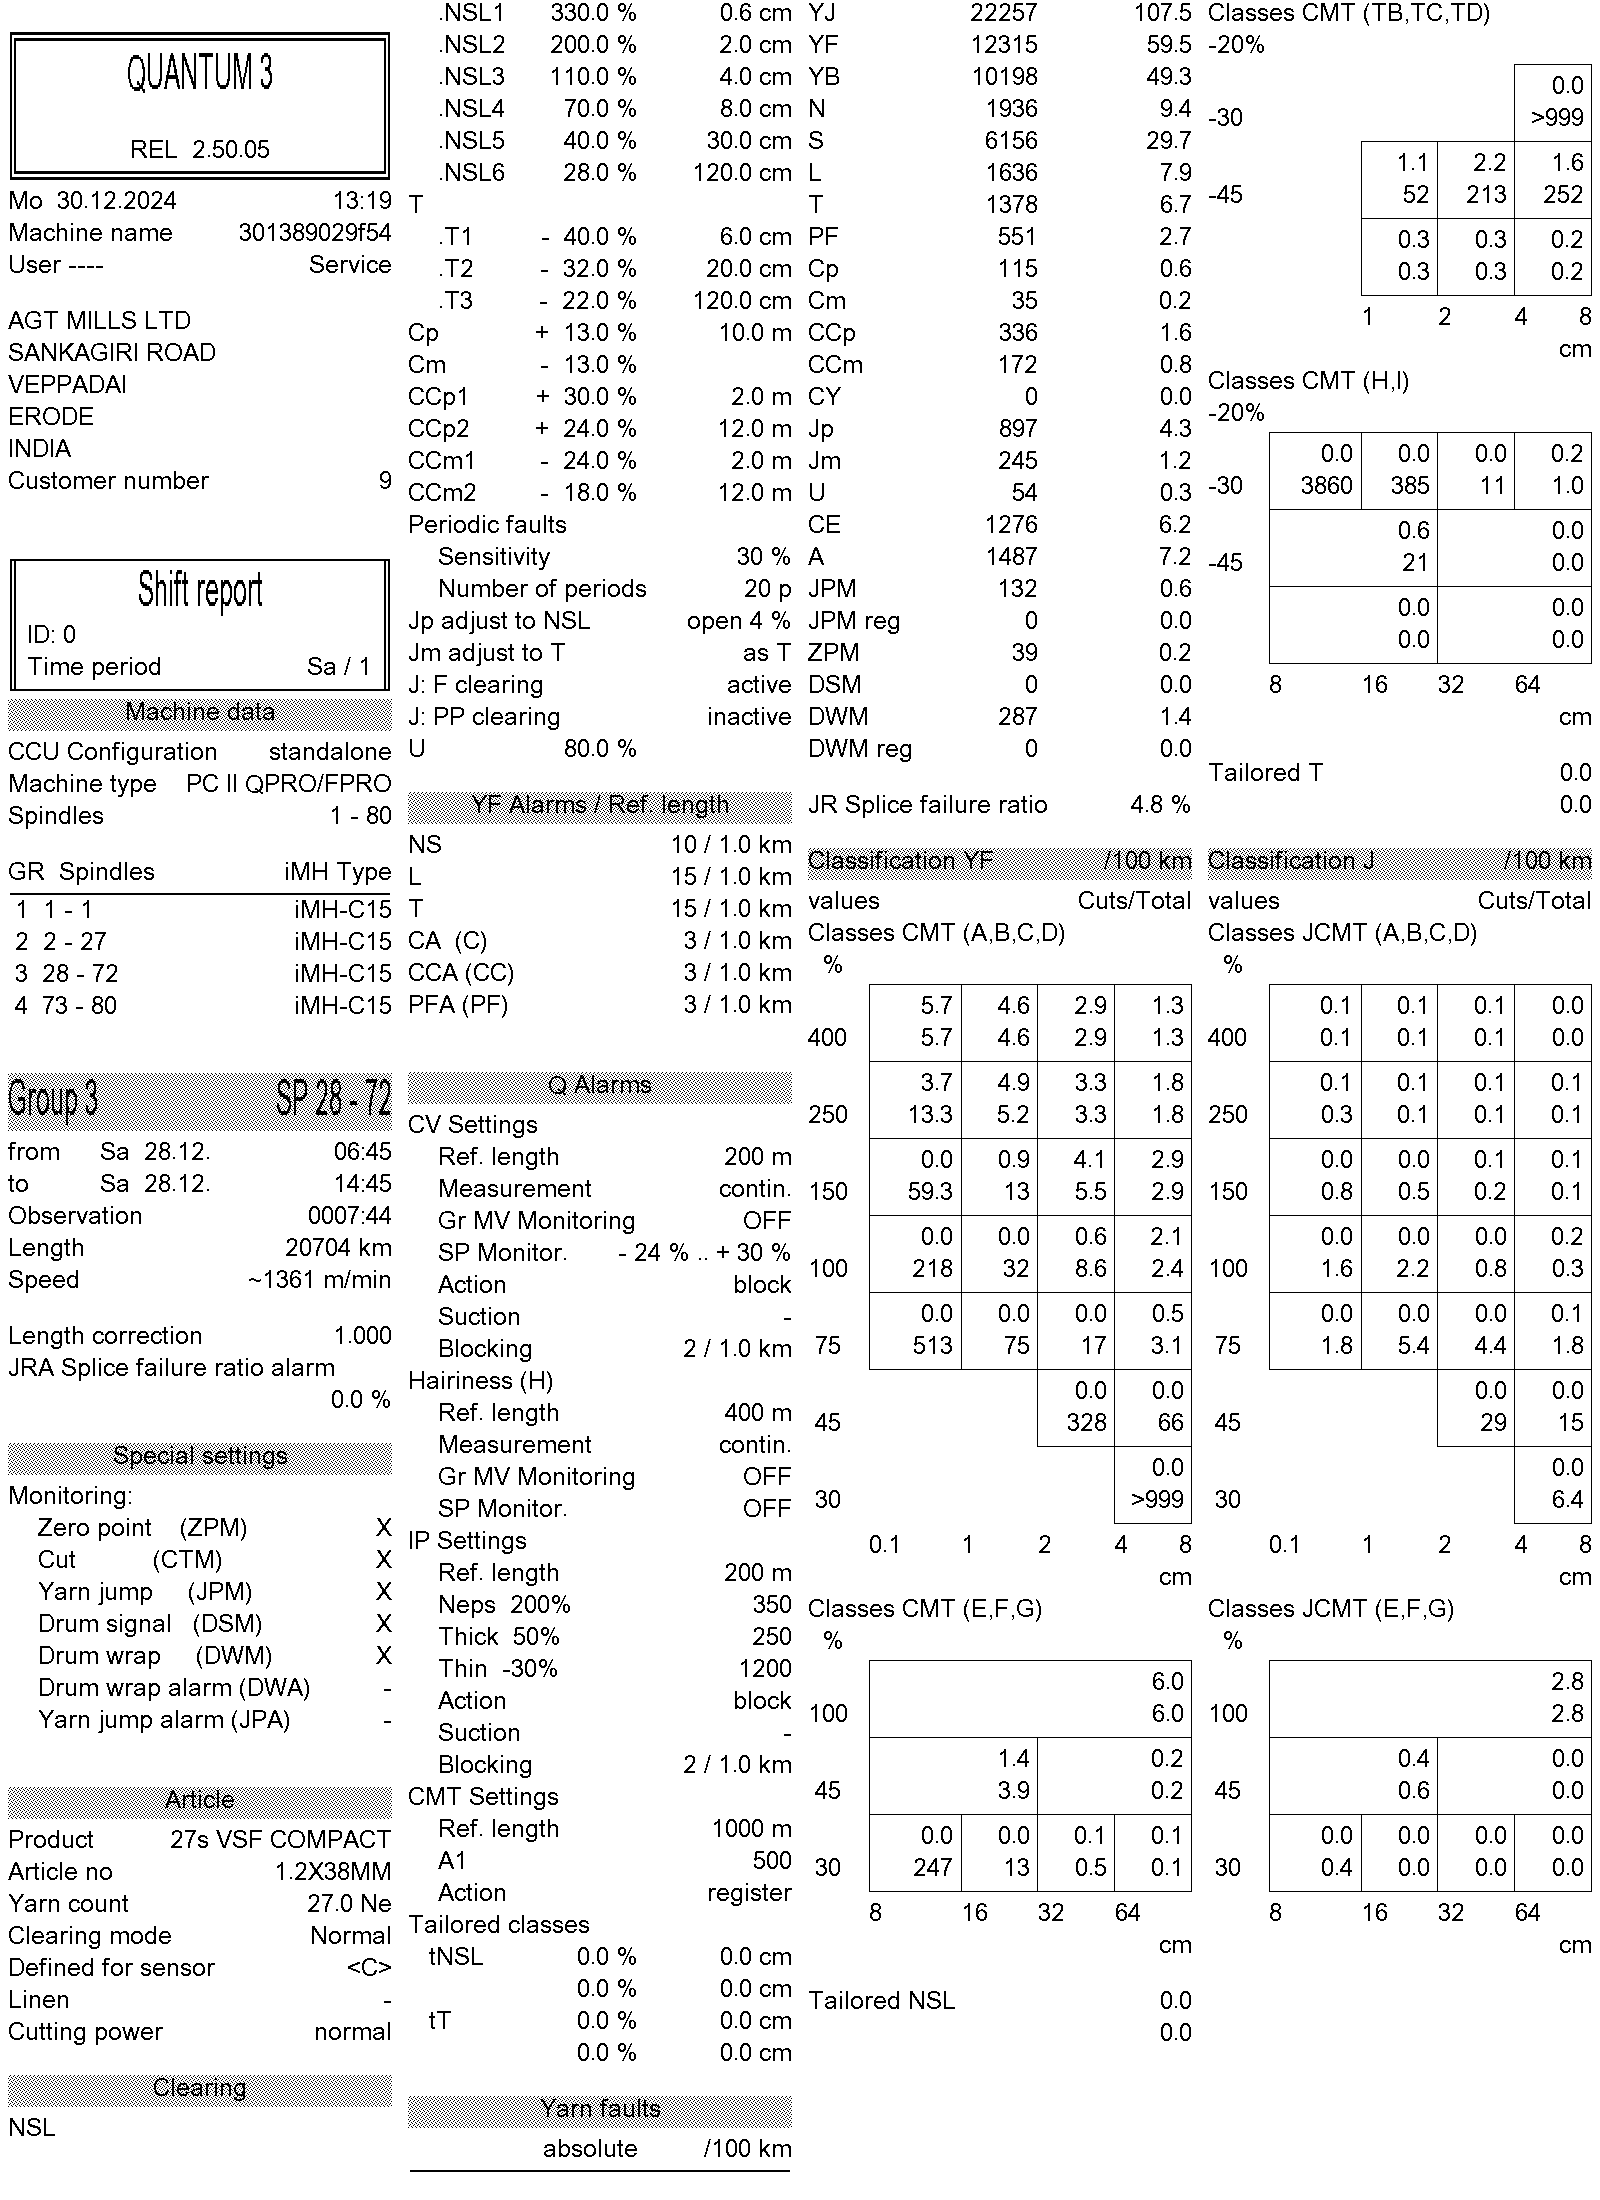 QUANTUM 3
REL 2.50.05
Mo 30.12.2024 13:19
Machine name 301389029f54
User ---- Service
AGT MILLS LTD
SANKAGIRI ROAD
VEPPADAI
ERODE
INDIA
Customer number 9
Shift report
ID: 0
Time period Sa / 1
Machine data
CCU Configuration standalone
Machine type PC II QPRO/FPRO
Spindles 1 - 80
GR Spindles iMH Type
1 1 - 1 iMH-C15
2 2 - 27 iMH-C15
3 28 - 72 iMH-C15
4 73 - 80 iMH-C15
Group 3 SP 28 - 72
from Sa 28.12. 06:45
to Sa 28.12. 14:45
Observation 0007:44
Length 20704 km
Speed ~1361 m/min
Length correction 1.000
JRA Splice failure ratio alarm
0.0 %
Special settings
Monitoring:
Zero point (ZPM) X
Cut (CTM) X
Yarn jump (JPM) X
Drum signal (DSM) X
Drum wrap (DWM) X
Drum wrap alarm (DWA) -
Yarn jump alarm (JPA) -
Article
Product 27s VSF COMPACT
Article no 1.2X38MM
Yarn count 27.0 Ne
Clearing mode Normal
Defined for sensor <C>
Linen -
Cutting power normal
Clearing
NSL
.NSL1 330.0 % 0.6 cm
.NSL2 200.0 % 2.0 cm
.NSL3 110.0 % 4.0 cm
.NSL4 70.0 % 8.0 cm
.NSL5 40.0 % 30.0 cm
.NSL6 28.0 % 120.0 cm
T
.T1 - 40.0 % 6.0 cm
.T2 - 32.0 % 20.0 cm
.T3 - 22.0 % 120.0 cm
Cp + 13.0 % 10.0 m
Cm - 13.0 %
CCp1 + 30.0 % 2.0 m
CCp2 + 24.0 % 12.0 m
CCm1 - 24.0 % 2.0 m
CCm2 - 18.0 % 12.0 m
Periodic faults
Sensitivity 30 %
Number of periods 20 p
Jp adjust to NSL open 4 %
Jm adjust to T as T
J: F clearing active
J: PP clearing inactive
U 80.0 %
YF Alarms / Ref. length
NS 10 / 1.0 km
L 15 / 1.0 km
T 15 / 1.0 km
CA (C) 3 / 1.0 km
CCA (CC) 3 / 1.0 km
PFA (PF) 3 / 1.0 km
Q Alarms
CV Settings
Ref. length 200 m
Measurement contin.
Gr MV Monitoring OFF
SP Monitor. - 24 % .. + 30 %
Action block
Suction -
Blocking 2 / 1.0 km
Hairiness (H)
Ref. length 400 m
Measurement contin.
Gr MV Monitoring OFF
SP Monitor. OFF
IP Settings
Ref. length 200 m
Neps 200% 350
Thick 50% 250
Thin -30% 1200
Action block
Suction -
Blocking 2 / 1.0 km
CMT Settings
Ref. length 1000 m
A1 500
Action register
Tailored classes
tNSL 0.0 % 0.0 cm
0.0 % 0.0 cm
tT 0.0 % 0.0 cm
0.0 % 0.0 cm
Yarn faults
absolute /100 km
YJ 22257 107.5
YF 12315 59.5
YB 10198 49.3
N 1936 9.4
S 6156 29.7
L 1636 7.9
T 1378 6.7
PF 551 2.7
Cp 115 0.6
Cm 35 0.2
CCp 336 1.6
CCm 172 0.8
CY 0 0.0
Jp 897 4.3
Jm 245 1.2
U 54 0.3
CE 1276 6.2
A 1487 7.2
JPM 132 0.6
JPM reg 0 0.0
ZPM 39 0.2
DSM 0 0.0
DWM 287 1.4
DWM reg 0 0.0
JR Splice failure ratio 4.8 %
Classification YF /100 km
values Cuts/Total
Classes CMT (A,B,C,D)
%
5.7 4.6 2.9 1.3
400 5.7 4.6 2.9 1.3
3.7 4.9 3.3 1.8
250 13.3 5.2 3.3 1.8
0.0 0.9 4.1 2.9
150 59.3 13 5.5 2.9
0.0 0.0 0.6 2.1
100 218 32 8.6 2.4
0.0 0.0 0.0 0.5
75 513 75 17 3.1
0.0 0.0
45 328 66
0.0
30 >999
0.1 1 2 4 8
cm
Classes CMT (E,F,G)
%
6.0
100 6.0
1.4 0.2
45 3.9 0.2
0.0 0.0 0.1 0.1
30 247 13 0.5 0.1
8 16 32 64
cm
Tailored NSL 0.0
0.0
Classes CMT (TB,TC,TD)
-20%
0.0
-30 >999
1.1 2.2 1.6
-45 52 213 252
0.3 0.3 0.2
0.3 0.3 0.2
1 2 4 8
cm
Classes CMT (H,I)
-20%
0.0 0.0 0.0 0.2
-30 3860 385 11 1.0
0.6 0.0
-45 21 0.0
0.0 0.0
0.0 0.0
8 16 32 64
cm
Tailored T 0.0
0.0
Classification J /100 km
values Cuts/Total
Classes JCMT (A,B,C,D)
%
0.1 0.1 0.1 0.0
400 0.1 0.1 0.1 0.0
0.1 0.1 0.1 0.1
250 0.3 0.1 0.1 0.1
0.0 0.0 0.1 0.1
150 0.8 0.5 0.2 0.1
0.0 0.0 0.0 0.2
100 1.6 2.2 0.8 0.3
0.0 0.0 0.0 0.1
75 1.8 5.4 4.4 1.8
0.0 0.0
45 29 15
0.0
30 6.4
0.1 1 2 4 8
cm
Classes JCMT (E,F,G)
%
2.8
100 2.8
0.4 0.0
45 0.6 0.0
0.0 0.0 0.0 0.0
30 0.4 0.0 0.0 0.0
8 16 32 64
cm